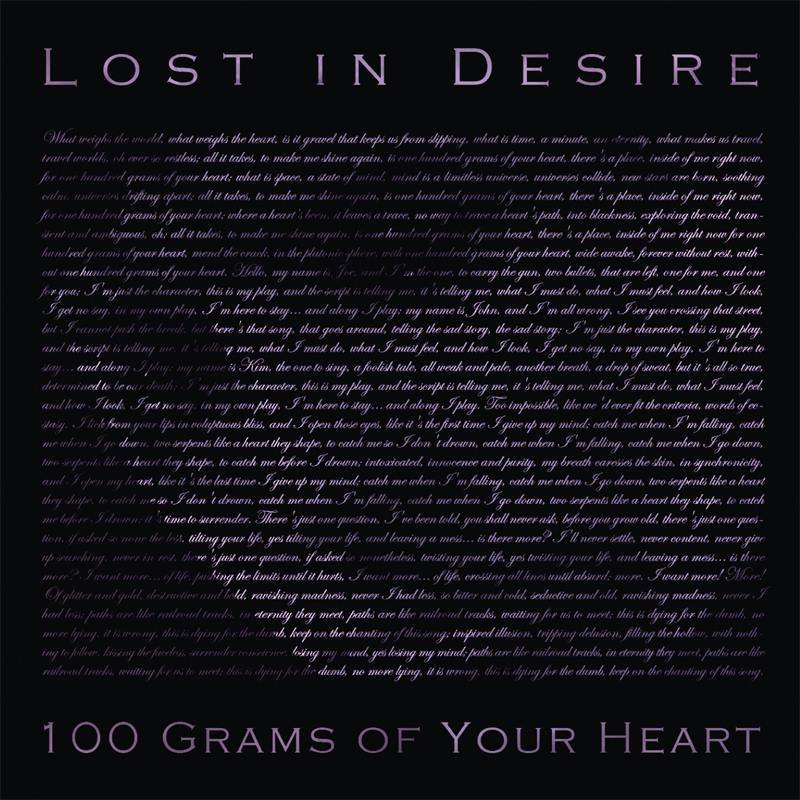 LOST IN DESIRE
What weighs the world, what weighs the heart, is it gravel that keeps us from slipping, what is time, a minute, an eternity, what makes us travel,
travel worlds, oh ever so restless; all it takes, to make me shine again, is one hundred grams of your heart, there's a place, inside of me right now,
for one hundred grams of your heart; what is space, a state of mind, mind is a limitless universe, universes collide, new stars are born, soothing
calm, universes drifting apart; all it takes, to make me shine again, is one hundred grams of your heart, there's a place, inside of me right now,
for one hundred grams of your heart; where a heart's been, it leaves a trace, no way to trace a heart's path, into blackness, exploring the void, tran-
sient and ambiguous, oh; all it takes, to make me shine again, is one hundred grams of your heart, there's a place, inside of me right now for one
hundred grams of your heart, mend the crack, in the platonic sphere, with one hundred grams of your heart, wide awake, forever without rest, with-
out one hundred grams of your heart. Hello, my name is Joe, and I'm the one, to carry the gun, two bullets, that are left, one for me, and one
for you; I'm just the character, this is my play, and the script is telling me, it's telling me, what I must do, what I must feel, and how I look,
I get no say, in my own play, I'm here to stay... and along I play; my name is John, and I'm all wrong, I see you crossing that street,
but I cannot push the break, but there's that song, that goes around, telling the sad story, the sad story; I'm just the character, this is my play,
and the script is telling me, it's telling me, what I must do, what I must feel, and how I look, I get no say, in my own play, I'm here to
stay... and along I play; my name is Kim, the one to sing, a foolish tale, all weak and pale, another breath, a drop of sweat, but it's all so true,
determined to be our death; I'm just the character, this is my play, and the script is telling me, it's telling me, what I must do, what I must feel,
and how I look, I get no say, in my own play, I'm here to stay... and along I play. Too impossible, like we'd ever fit the criteria, words of ec-
stasy. I lick from your lips in voluptuous bliss, and I open those eyes, like it's the first time I give up my mind; catch me when I'm falling, catch
me when I go down, two serpents like a heart they shape, to catch me so I don't drown, catch me when I'm falling, catch me when I go down,
two serpents like a heart they shape, to catch me before I drown; intoxicated, innocence and purity, my breath caresses the skin, in synchronicity,
and I open my heart, like it's the last time I give up my mind; catch me when I'm falling, catch me when I go down, two serpents like a heart
they shape, to catch me so I don't drown, catch me when I'm falling, catch me when I go down, two serpents like a heart they shape, to catch
me before I drown; it's time to surrender. There's just one question, I've been told, you shall never ask, before you grow old, there's just one ques-
tion, if asked so none the less, tilting your life, yes tilting your life, and leaving a mess... is there more? I'll never settle, never content, never give
up searching, never in rest, there's just one question, if asked so nonetheless, twisting your life, yes twisting your life, and leaving a mess... is there
more? I want more... of life, pushing the limits until it hurts, I want more... of life, crossing all lines until absurd; more, I want more! More!
Of glitter and gold, destructive and bold, ravishing madness, never I had less, so bitter and cold, seductive and old, ravishing madness, never I
had less; paths are like railroad tracks, in eternity they meet, paths are like railroad tracks, waiting for us to meet; this is dying for the dumb, no
more lying, it is wrong, this is dying for the dumb, keep on the chanting of this song; inspired illusion, tripping delusion, filling the hollow, with noth-
ing to follow, kissing the faceless, surrender conscience, losing my mind, yes losing my mind; paths are like railroad tracks, in eternity they meet, paths are like
railroad tracks, waiting for us to meet; this is dying for the dumb, no more lying, it is wrong, this is dying for the dumb, keep on the chanting of this song.
100 GRAMS OF YOUR HEART